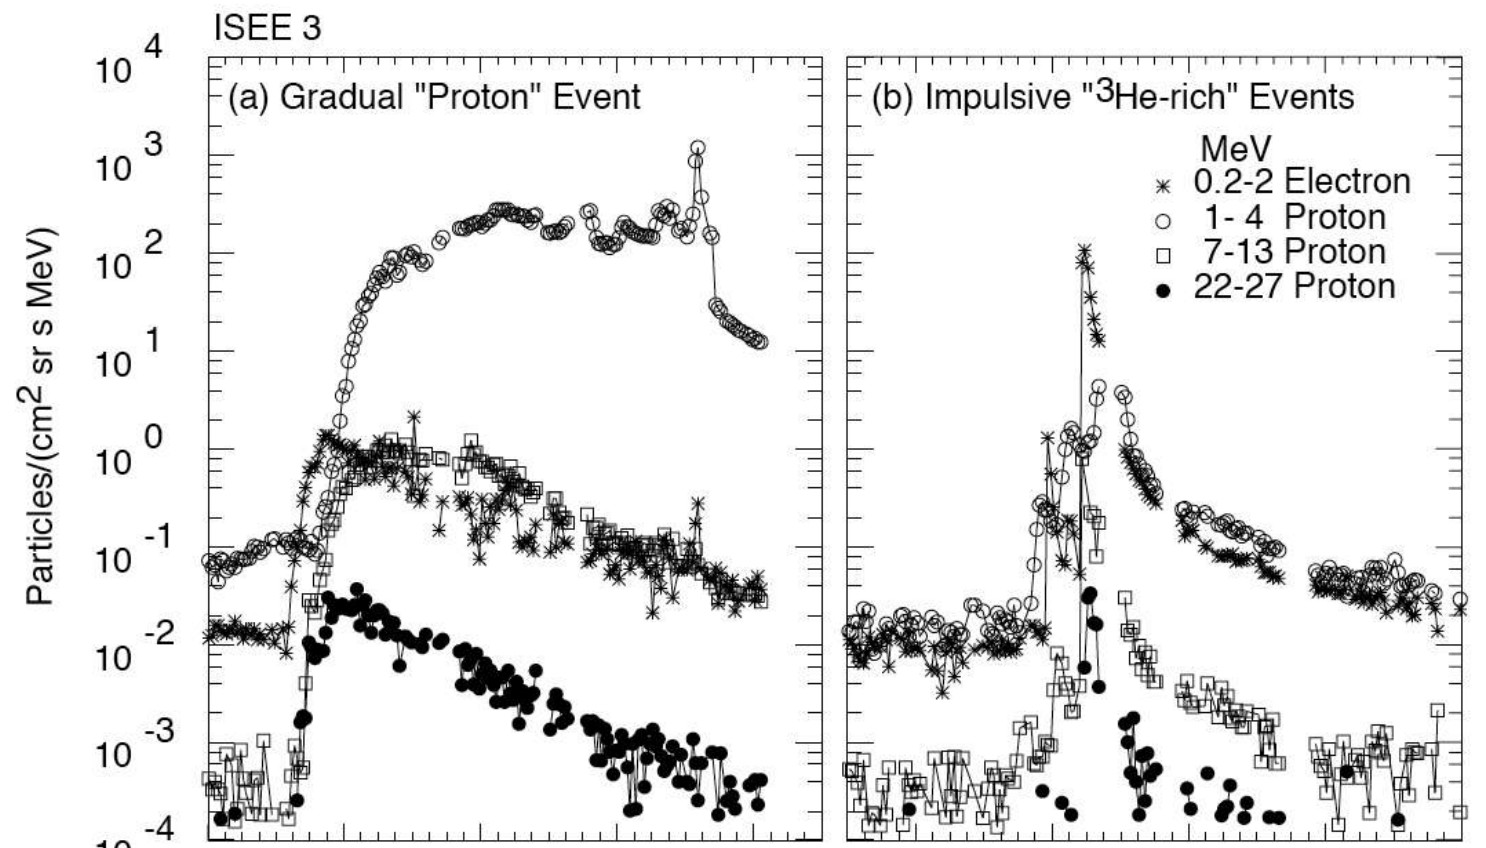 ISEE 3
(a) Gradual "Proton" Event
(b) Impulsive "3He-rich" Events
MeV
0.2-2 Electron
1- 4 Proton
7-13 Proton
22-27 Proton
Particles/(cm2 sr s MeV)
10 4
10 3
10 2
10 1
10 0
10 -1
10 -2
10 -3
10 -4